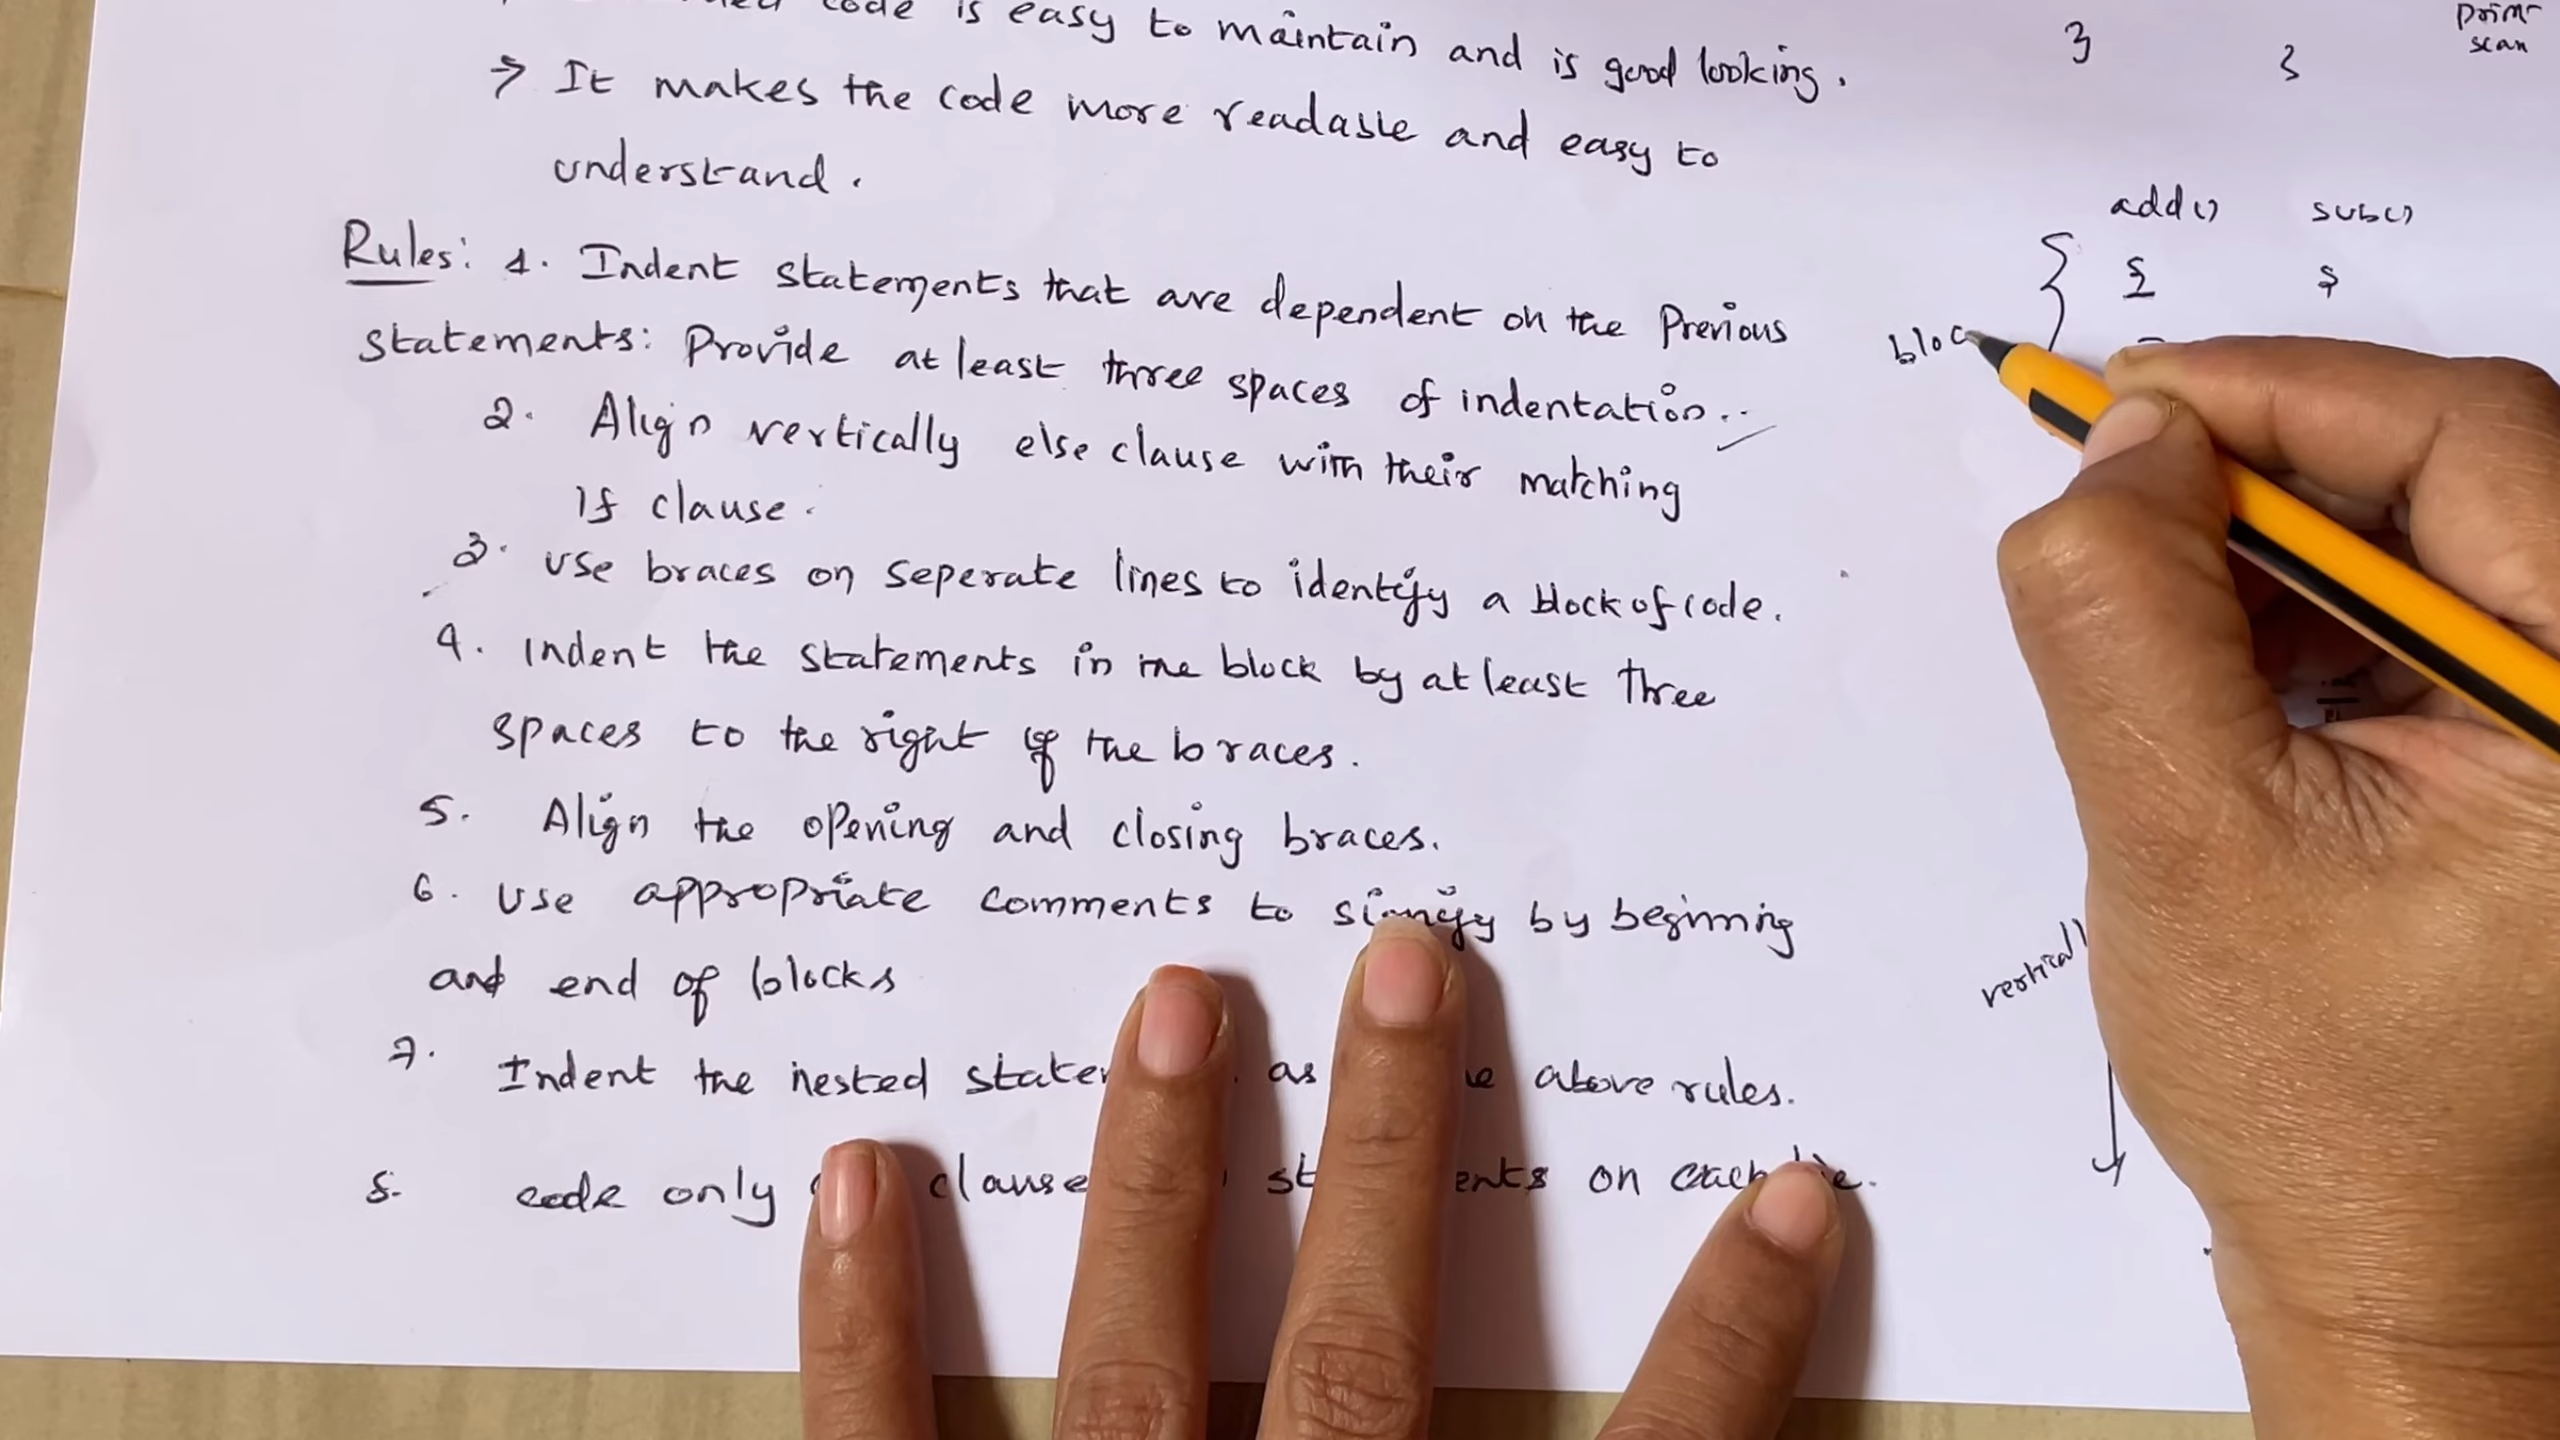 code is easy to maintain and is good looking.
→ It makes the code more readable and easy to
understand.
Rules: 1. Indent statements that are dependent on the Previous
statements: Provide at least three spaces of indentation..
2. Align vertically else clause with their matching
if clause.
3. use braces on seperate lines to identify a block of code.
4. Indent the statements in the block by at least three
spaces to the right of the braces.
5. Align the opening and closing braces.
6. Use appropriate comments to signify by beginning
and end of blocks
7. Indent the nested as above rules.
8. code only clause on each
}
}
print
scan
add()
sub()
{
{
{
bloc
vertical